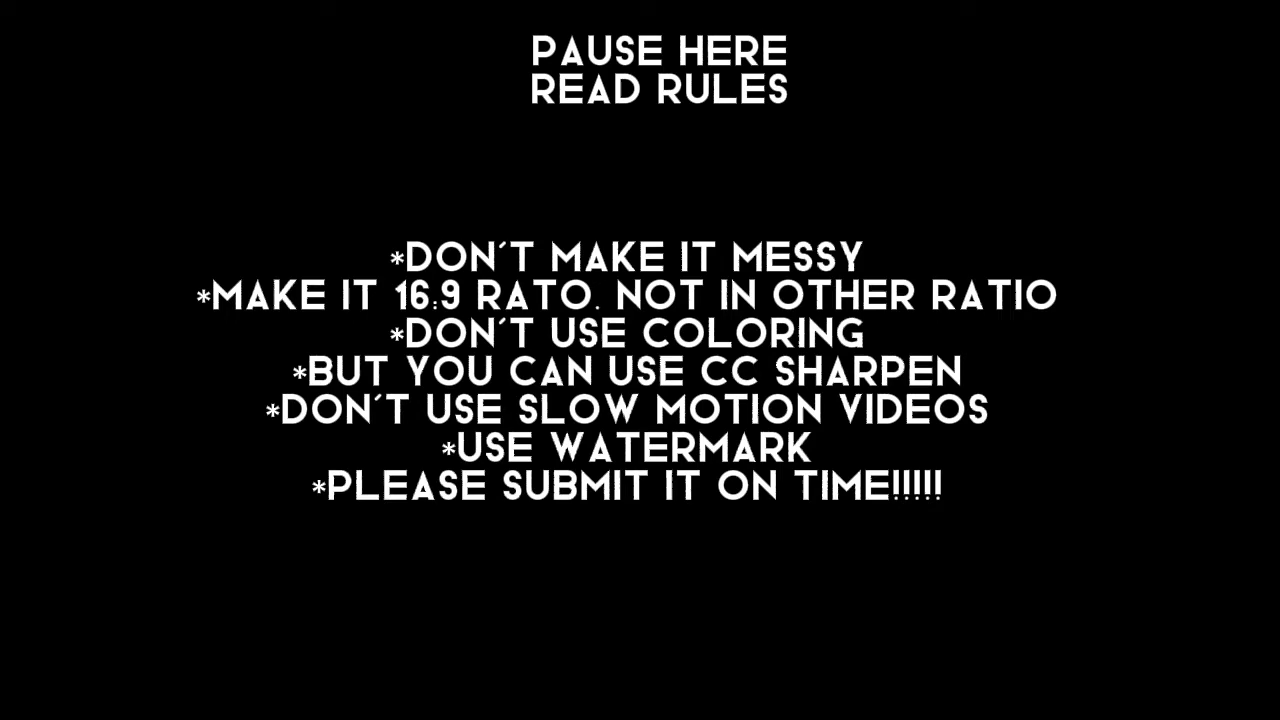 PAUSE HERE
READ RULES
*DON'T MAKE IT MESSY
*MAKE IT 16:9 RATO. NOT IN OTHER RATIO
*DON'T USE COLORING
*BUT YOU CAN USE CC SHARPEN
*DON'T USE SLOW MOTION VIDEOS
*USE WATERMARK
*PLEASE SUBMIT IT ON TIME!!!!!